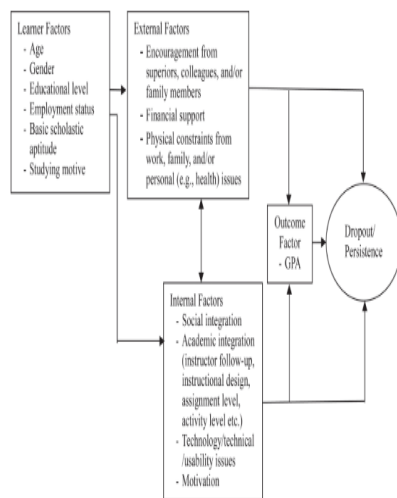 Learner Factors
- Age
- Gender
- Educational level
- Employment status
- Basic scholastic
aptitude
- Studying motive
External Factors
- Encouragement from
superiors, colleagues, and/or
family members
- Financial support
- Physical constraints from
work, family, and/or
personal (e.g., health) issues
Outcome
Factor
- GPA
Dropout/
Persistence
Internal Factors
- Social integration
- Academic integration
(instructor follow-up,
instructional design,
assignment level,
activity level etc.)
- Technology/technical
/usability issues
- Motivation